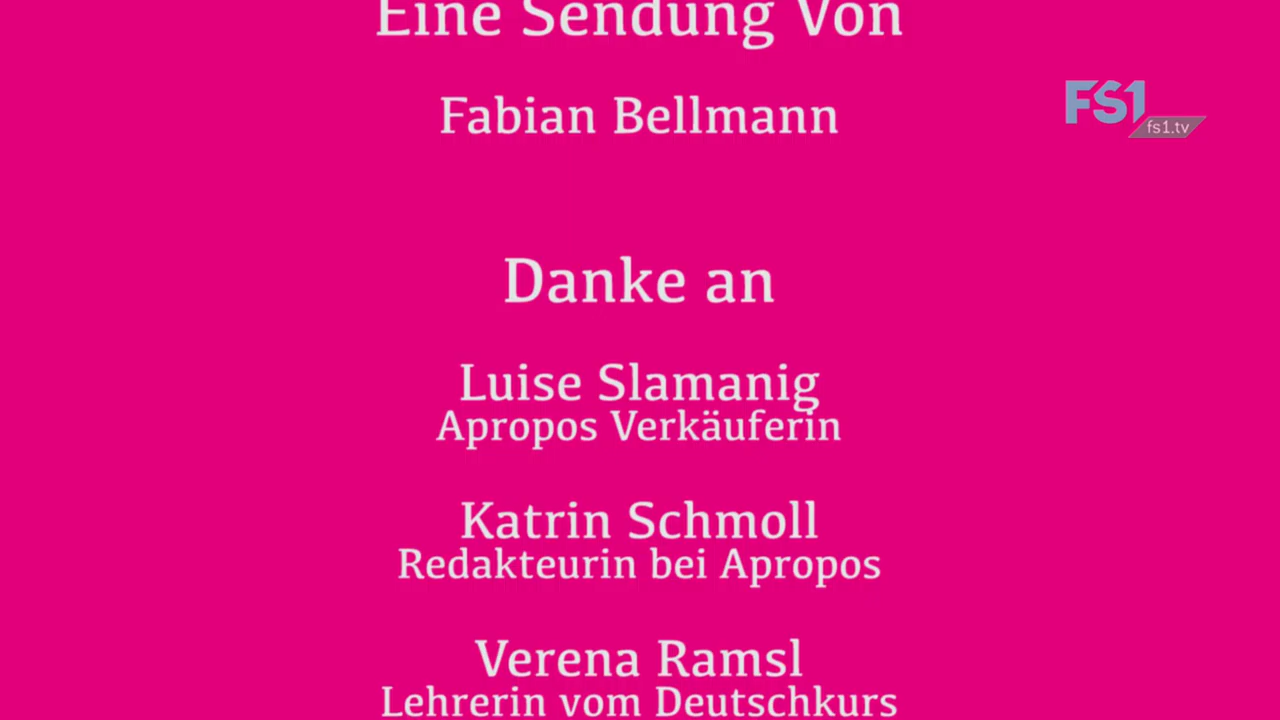 Eine Sendung Von
Fabian Bellmann
FS1
fs1.tv
Danke an
Luise Slamanig
Apropos Verkäuferin
Katrin Schmoll
Redakteurin bei Apropos
Verena Ramsl
Lehrerin vom Deutschkurs